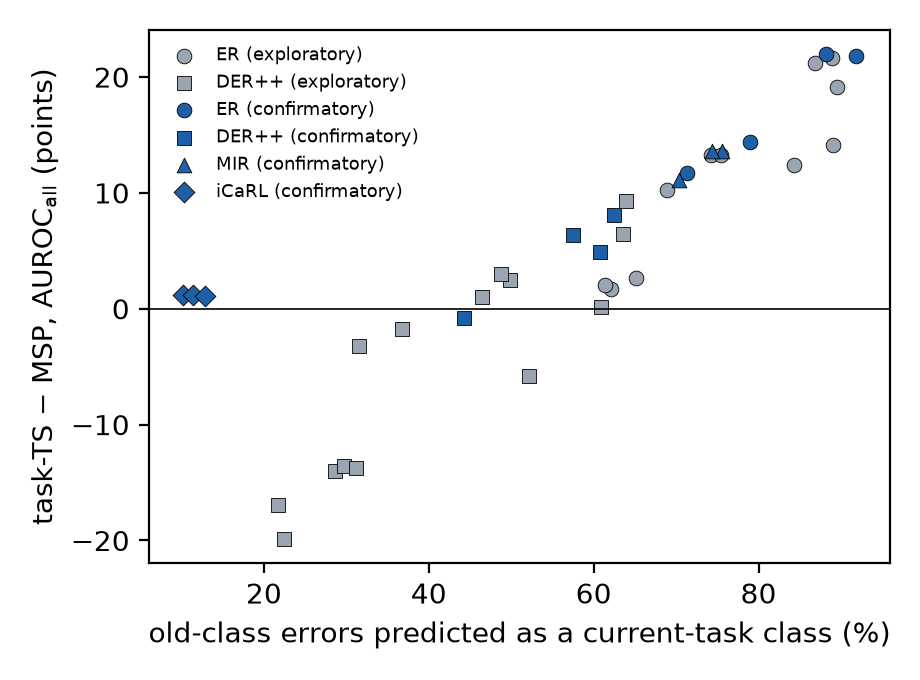 ER (exploratory)
DER++ (exploratory)
ER (confirmatory)
DER++ (confirmatory)
MIR (confirmatory)
iCaRL (confirmatory)
task-TS − MSP, AUROCall (points)
20
10
0
−10
−20
20 40 60 80
old-class errors predicted as a current-task class (%)